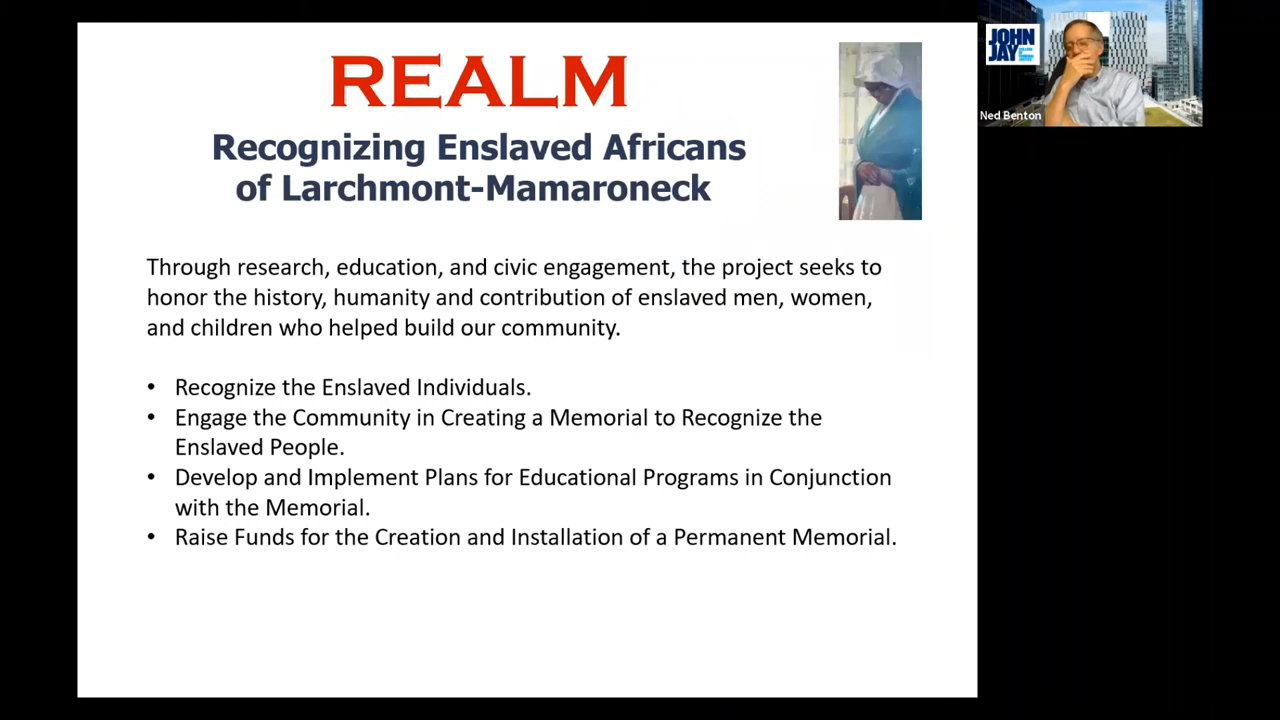 REALM
Recognizing Enslaved Africans
of Larchmont-Mamaroneck
Through research, education, and civic engagement, the project seeks to
honor the history, humanity and contribution of enslaved men, women,
and children who helped build our community.
• Recognize the Enslaved Individuals.
• Engage the Community in Creating a Memorial to Recognize the
Enslaved People.
• Develop and Implement Plans for Educational Programs in Conjunction
with the Memorial.
• Raise Funds for the Creation and Installation of a Permanent Memorial.
JOHN
JAY
Ned Benton